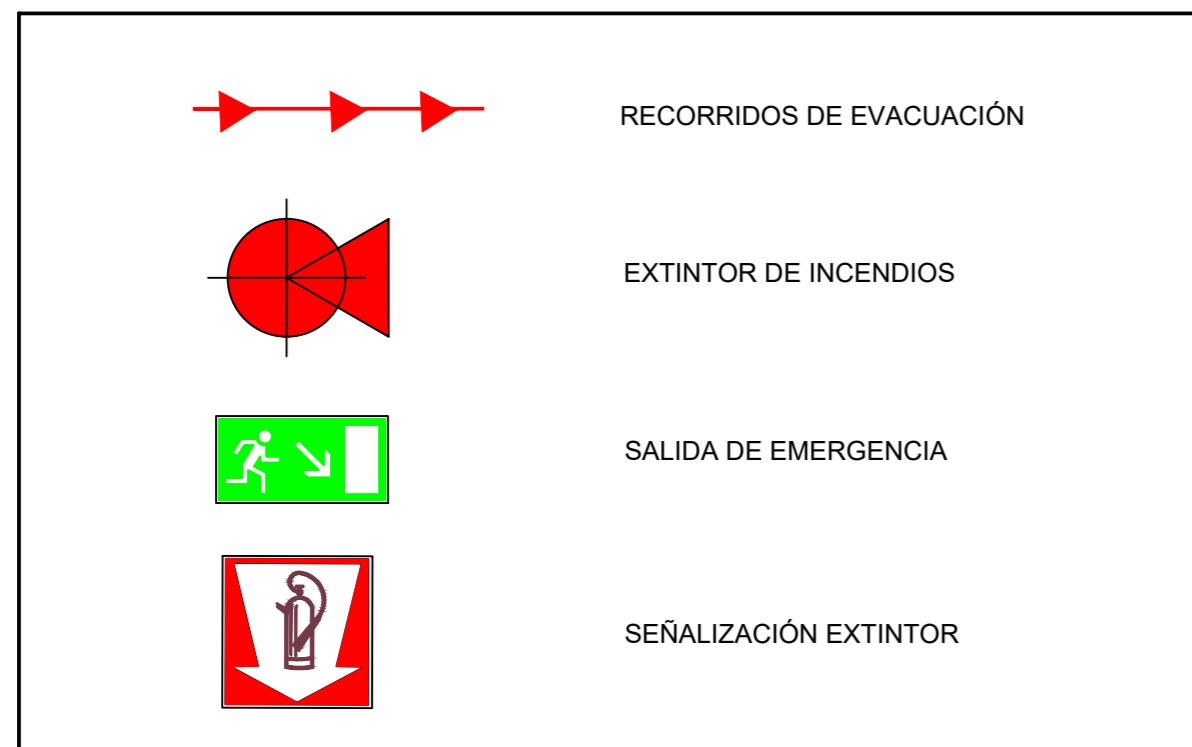 RECORRIDOS DE EVACUACIÓN
EXTINTOR DE INCENDIOS
SALIDA DE EMERGENCIA
SEÑALIZACIÓN EXTINTOR